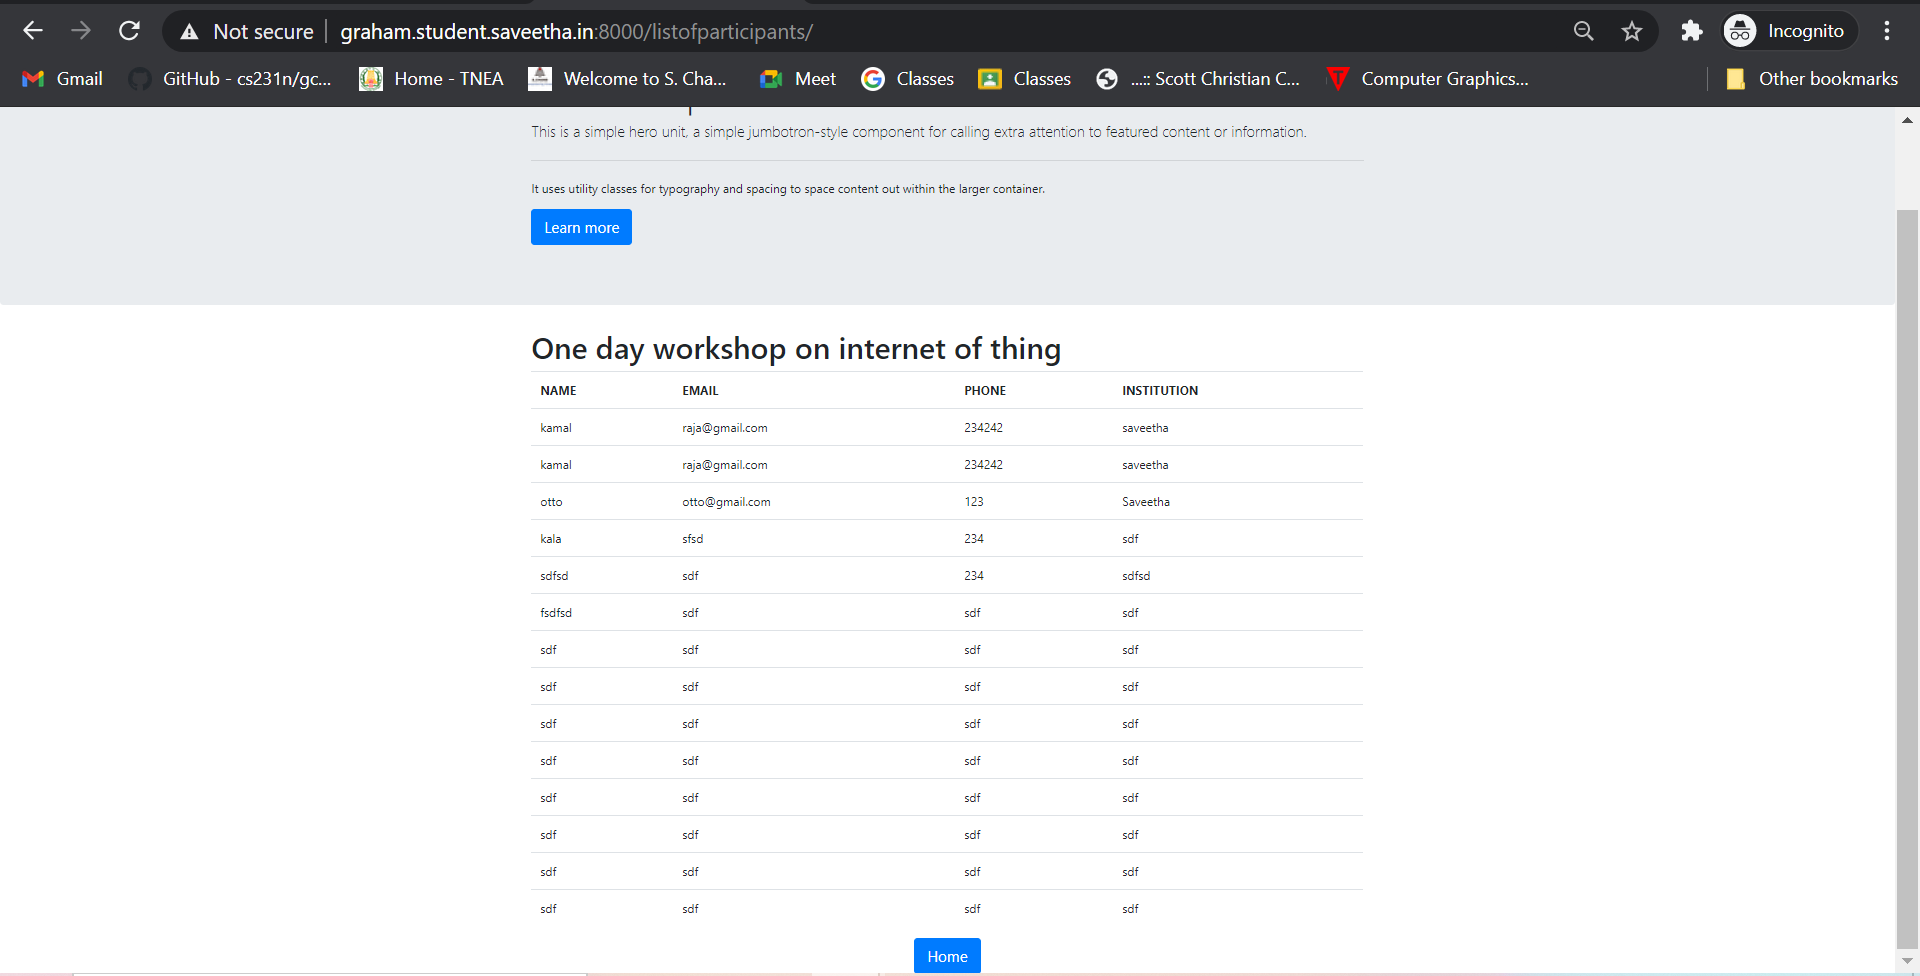 Not secure graham.student.saveetha.in:8000/listofparticipants/ Incognito
Gmail GitHub - cs231n/gc... Home - TNEA Welcome to S. Cha... Meet Classes Classes ...:: Scott Christian C... Computer Graphics... Other bookmarks
This is a simple hero unit, a simple jumbotron-style component for calling extra attention to featured content or information.
It uses utility classes for typography and spacing to space content out within the larger container.
Learn more
One day workshop on internet of thing
NAME EMAIL PHONE INSTITUTION
kamal raja@gmail.com 234242 saveetha
kamal raja@gmail.com 234242 saveetha
otto otto@gmail.com 123 Saveetha
kala sfsd 234 sdf
sdfsd sdf 234 sdfsd
fsdfsd sdf sdf sdf
sdf sdf sdf sdf
sdf sdf sdf sdf
sdf sdf sdf sdf
sdf sdf sdf sdf
sdf sdf sdf sdf
sdf sdf sdf sdf
sdf sdf sdf sdf
sdf sdf sdf sdf
Home